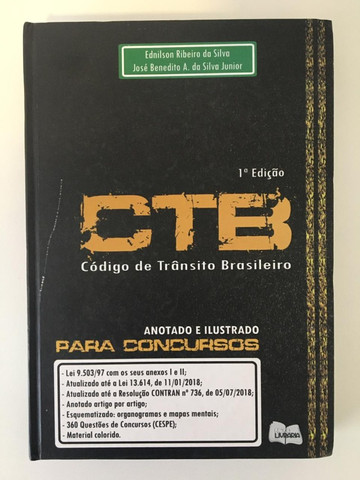 Ednilson Ribeiro da Silva
José Benedito A. da Silva Junior
1ª Edição
CTB
Código de Trânsito Brasileiro
ANOTADO E ILUSTRADO
PARA CONCURSOS
- Lei 9.503/97 com os seus anexos I e II;
- Atualizado até a Lei 13.614, de 11/01/2018;
- Atualizado até a Resolução CONTRAN nº 736, de 05/07/2018;
- Anotado artigo por artigo;
- Esquematizado: organogramas e mapas mentais;
- 360 Questões de Concursos (CESPE);
- Material colorido.
LIVRARIA